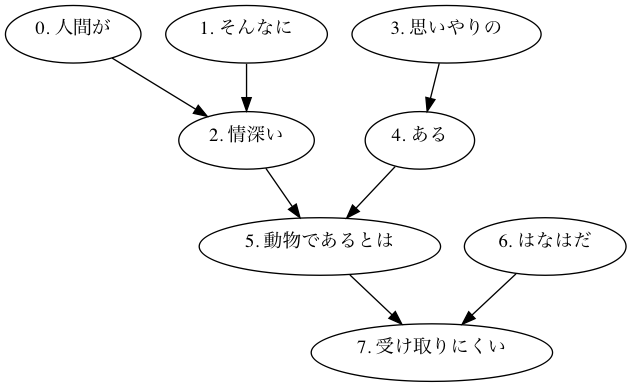 0. 人間が
1. そんなに
3. 思いやりの
2. 情深い
4. ある
5. 動物であるとは
6. はなはだ
7. 受け取りにくい